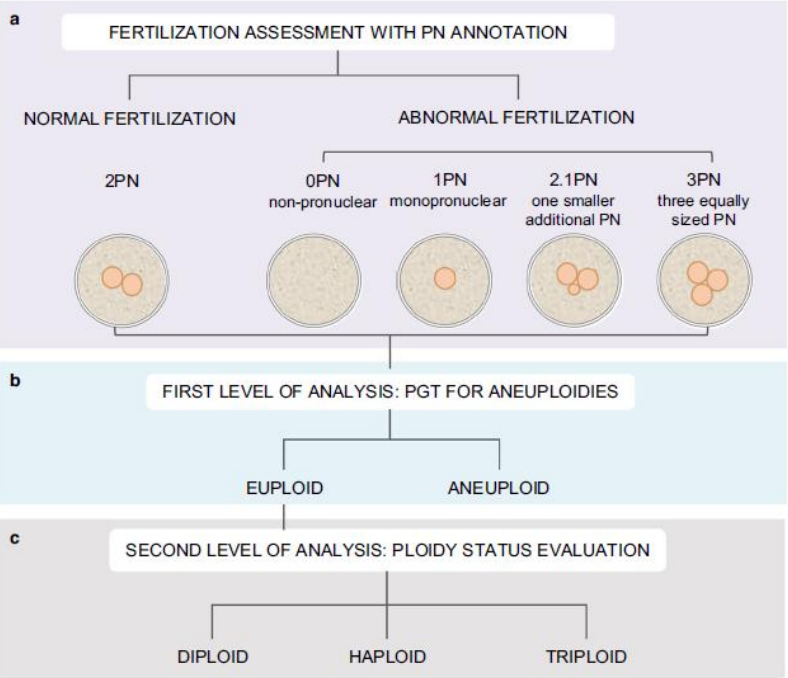 a
FERTILIZATION ASSESSMENT WITH PN ANNOTATION
NORMAL FERTILIZATION
ABNORMAL FERTILIZATION
2PN
0PN
non-pronuclear
1PN
monopronuclear
2.1PN
one smaller
additional PN
3PN
three equally
sized PN
b
FIRST LEVEL OF ANALYSIS: PGT FOR ANEUPLOIDIES
EUPLOID
ANEUPLOID
c
SECOND LEVEL OF ANALYSIS: PLOIDY STATUS EVALUATION
DIPLOID
HAPLOID
TRIPLOID